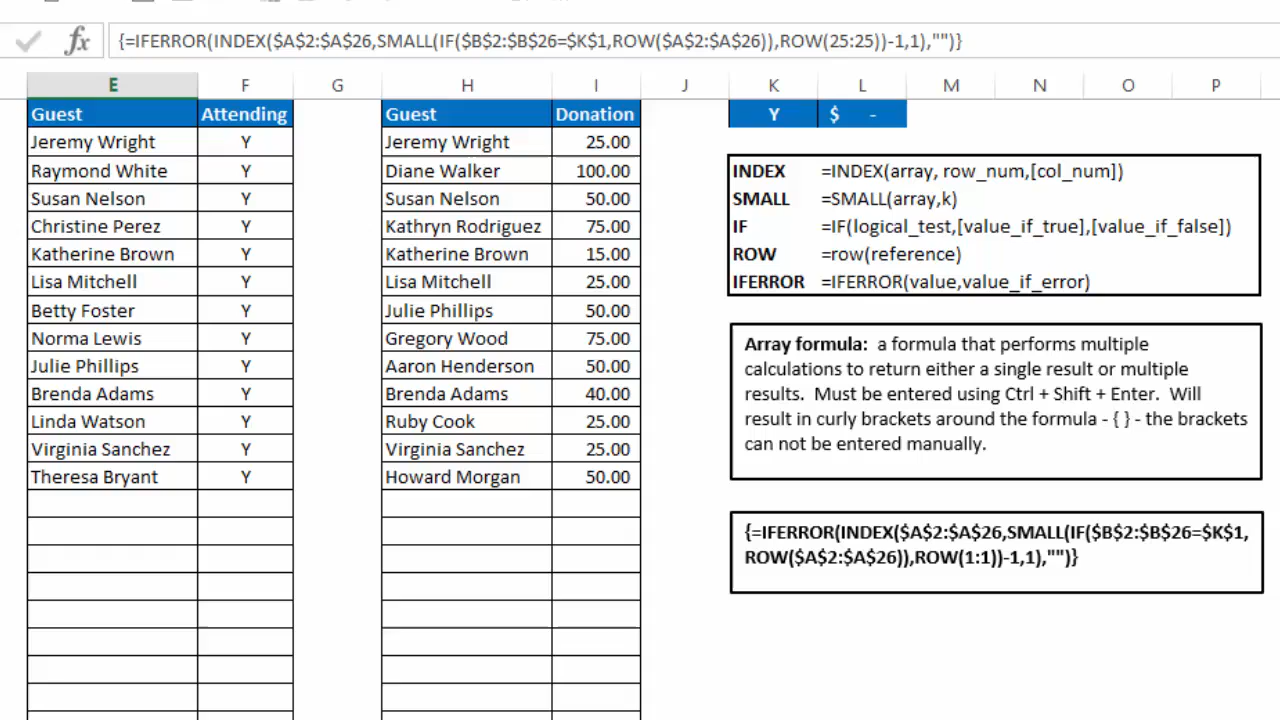 fx {=IFERROR(INDEX($A$2:$A$26,SMALL(IF($B$2:$B$26=$K$1,ROW($A$2:$A$26)),ROW(25:25))-1,1),"")}
E F G H I J K L M N O P
Guest Attending Guest Donation Y $ -
Jeremy Wright Y Jeremy Wright 25.00
Raymond White Y Diane Walker 100.00
Susan Nelson Y Susan Nelson 50.00
Christine Perez Y Kathryn Rodriguez 75.00
Katherine Brown Y Katherine Brown 15.00
Lisa Mitchell Y Lisa Mitchell 25.00
Betty Foster Y Julie Phillips 50.00
Norma Lewis Y Gregory Wood 75.00
Julie Phillips Y Aaron Henderson 50.00
Brenda Adams Y Brenda Adams 40.00
Linda Watson Y Ruby Cook 25.00
Virginia Sanchez Y Virginia Sanchez 25.00
Theresa Bryant Y Howard Morgan 50.00
INDEX =INDEX(array, row_num,[col_num])
SMALL =SMALL(array,k)
IF =IF(logical_test,[value_if_true],[value_if_false])
ROW =row(reference)
IFERROR =IFERROR(value,value_if_error)
Array formula: a formula that performs multiple
calculations to return either a single result or multiple
results. Must be entered using Ctrl + Shift + Enter. Will
result in curly brackets around the formula - { } - the brackets
can not be entered manually.
{=IFERROR(INDEX($A$2:$A$26,SMALL(IF($B$2:$B$26=$K$1,
ROW($A$2:$A$26)),ROW(1:1))-1,1),"")}